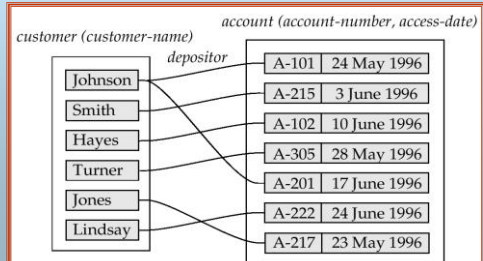 account (account-number, access-date)
customer (customer-name)
depositor
Johnson
Smith
Hayes
Turner
Jones
Lindsay
A-101 24 May 1996
A-215 3 June 1996
A-102 10 June 1996
A-305 28 May 1996
A-201 17 June 1996
A-222 24 June 1996
A-217 23 May 1996